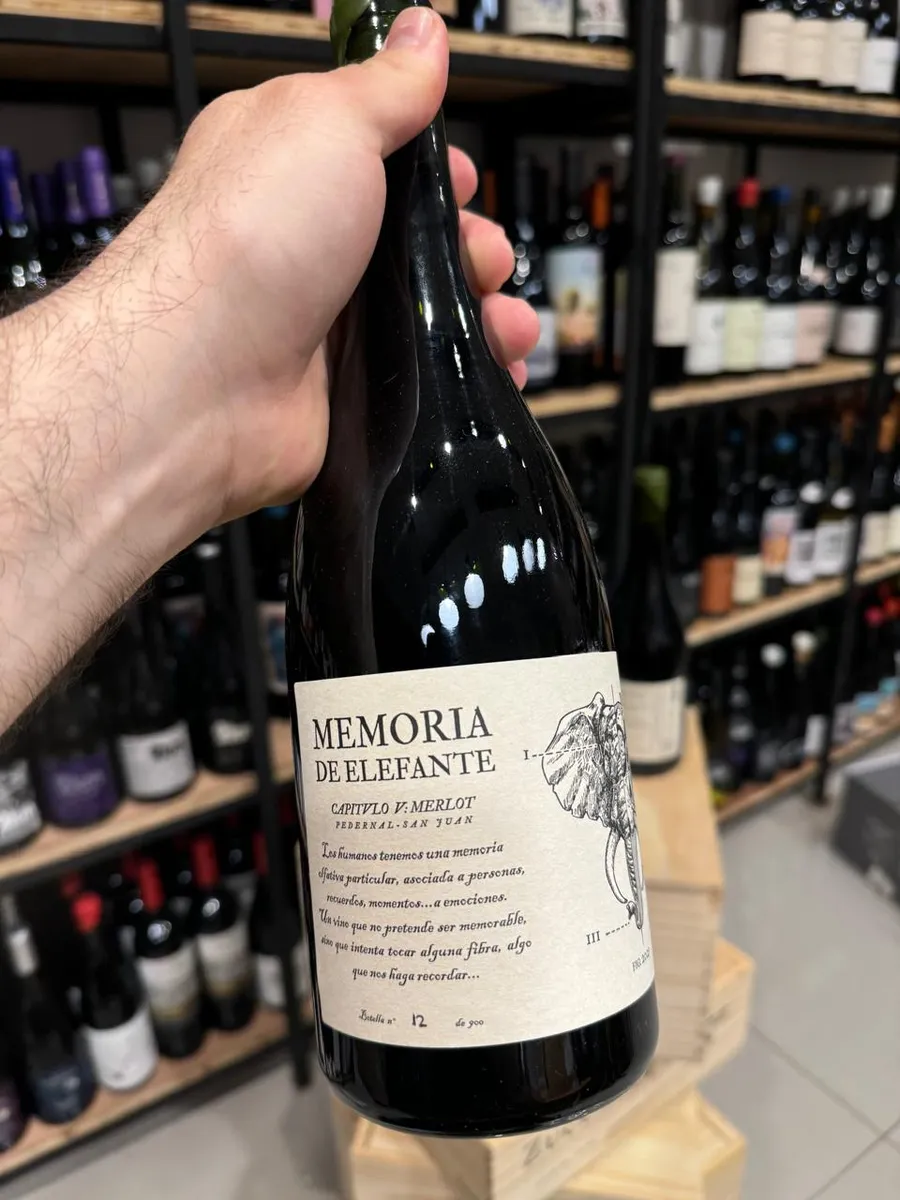 MEMORIA
DE ELEFANTE
CAPITVLO V: MERLOT
PEDERNAL-SAN JUAN
Los humanos tenemos una memoria
olfativa particular, asociada a personas,
recuerdos, momentos...a emociones.
Un vino que no pretende ser memorable,
sino que intenta tocar alguna fibra, algo
que nos haga recordar...
Botella nº 12 de 900
I
III